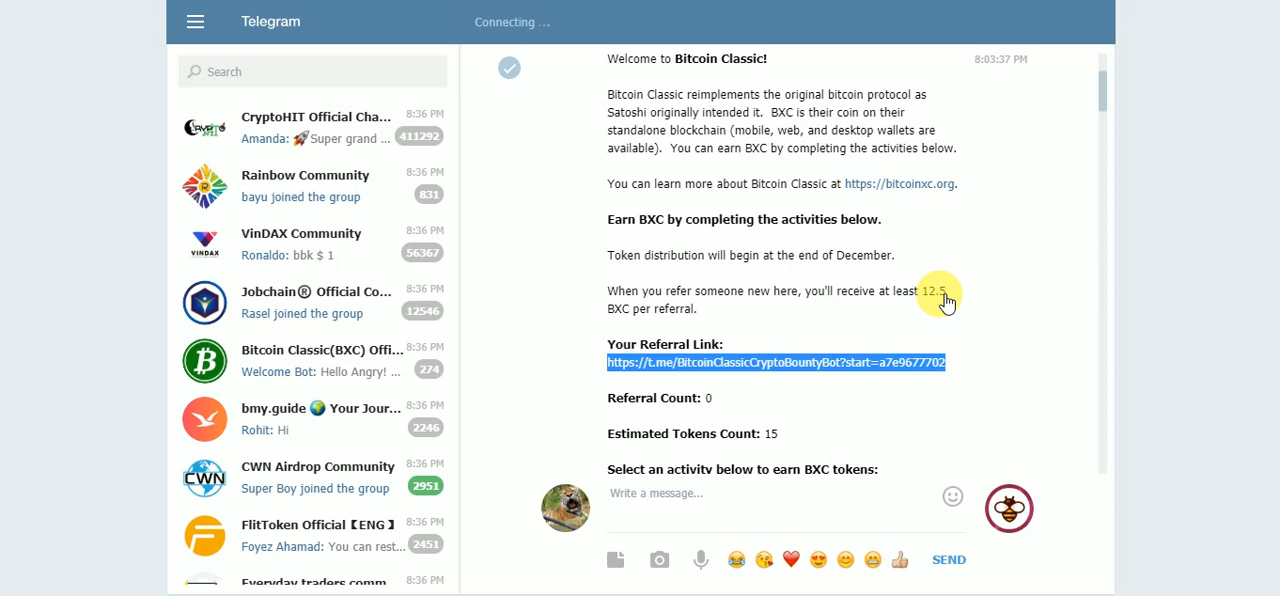 Telegram
Connecting ...
Search
CryptoHIT Official Cha...
8:36 PM
Amanda: 🚀Super grand ...
411292
Rainbow Community
8:36 PM
bayu joined the group
831
VinDAX Community
8:36 PM
Ronaldo: bbk $ 1
56367
VINDAX
Jobchain® Official Co...
8:36 PM
Rasel joined the group
12546
Bitcoin Classic(BXC) Offi...
8:36 PM
Welcome Bot: Hello Angry! ...
274
bmy.guide 🌍 Your Jour...
8:36 PM
Rohit: Hi
2246
CWN Airdrop Community
8:36 PM
Super Boy joined the group
2951
CWN
FlitToken Official【ENG】
8:36 PM
Foyez Ahamad: You can rest...
2451
Everyday traders comm...
8:36 PM
Welcome to Bitcoin Classic!
8:03:37 PM
Bitcoin Classic reimplements the original bitcoin protocol as
Satoshi originally intended it. BXC is their coin on their
standalone blockchain (mobile, web, and desktop wallets are
available). You can earn BXC by completing the activities below.
You can learn more about Bitcoin Classic at https://bitcoinxc.org.
Earn BXC by completing the activities below.
Token distribution will begin at the end of December.
When you refer someone new here, you'll receive at least 12.5
BXC per referral.
Your Referral Link:
https://t.me/BitcoinClassicCryptoBountyBot?start=a7e9677702
Referral Count: 0
Estimated Tokens Count: 15
Select an activity below to earn BXC tokens:
Write a message...
SEND